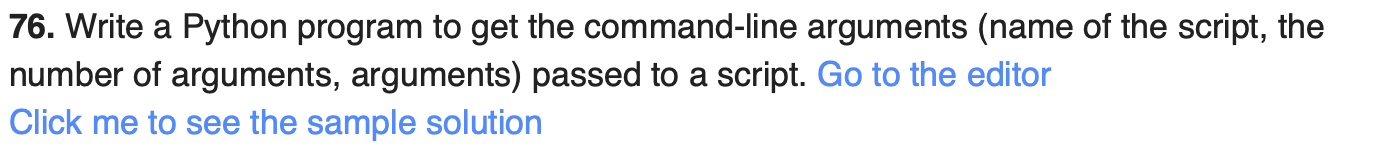 76. Write a Python program to get the command-line arguments (name of the script, the
number of arguments, arguments) passed to a script. Go to the editor
Click me to see the sample solution